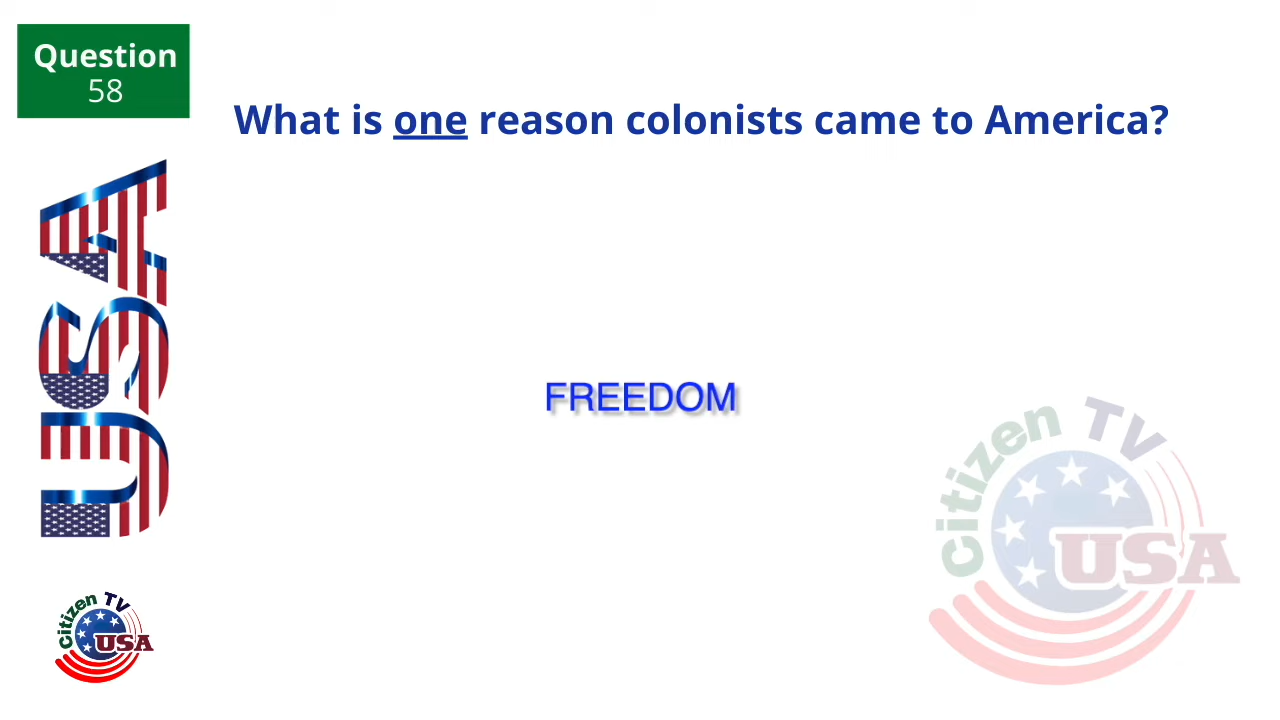 Question
58
What is one reason colonists came to America?
USA
FREEDOM
Citizen TV
USA
Citizen TV
USA